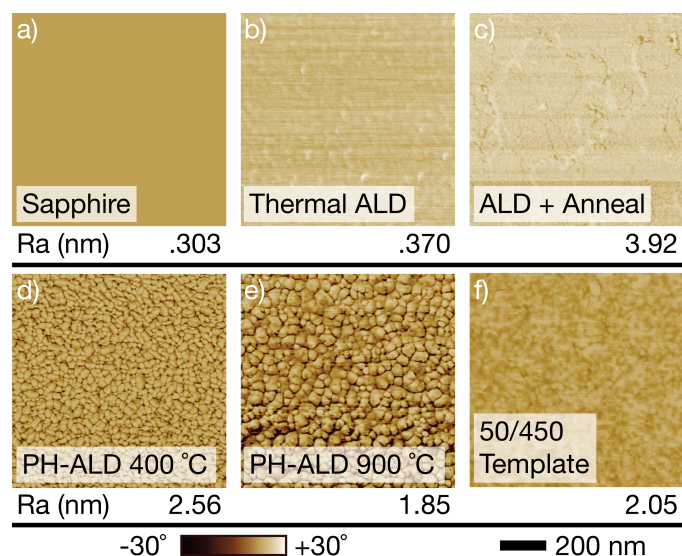 a)
b)
c)
Sapphire
Thermal ALD
ALD + Anneal
Ra (nm) .303 .370 3.92
d)
e)
f)
PH-ALD 400 °C
PH-ALD 900 °C
50/450
Template
Ra (nm) 2.56 1.85 2.05
-30° +30° 200 nm